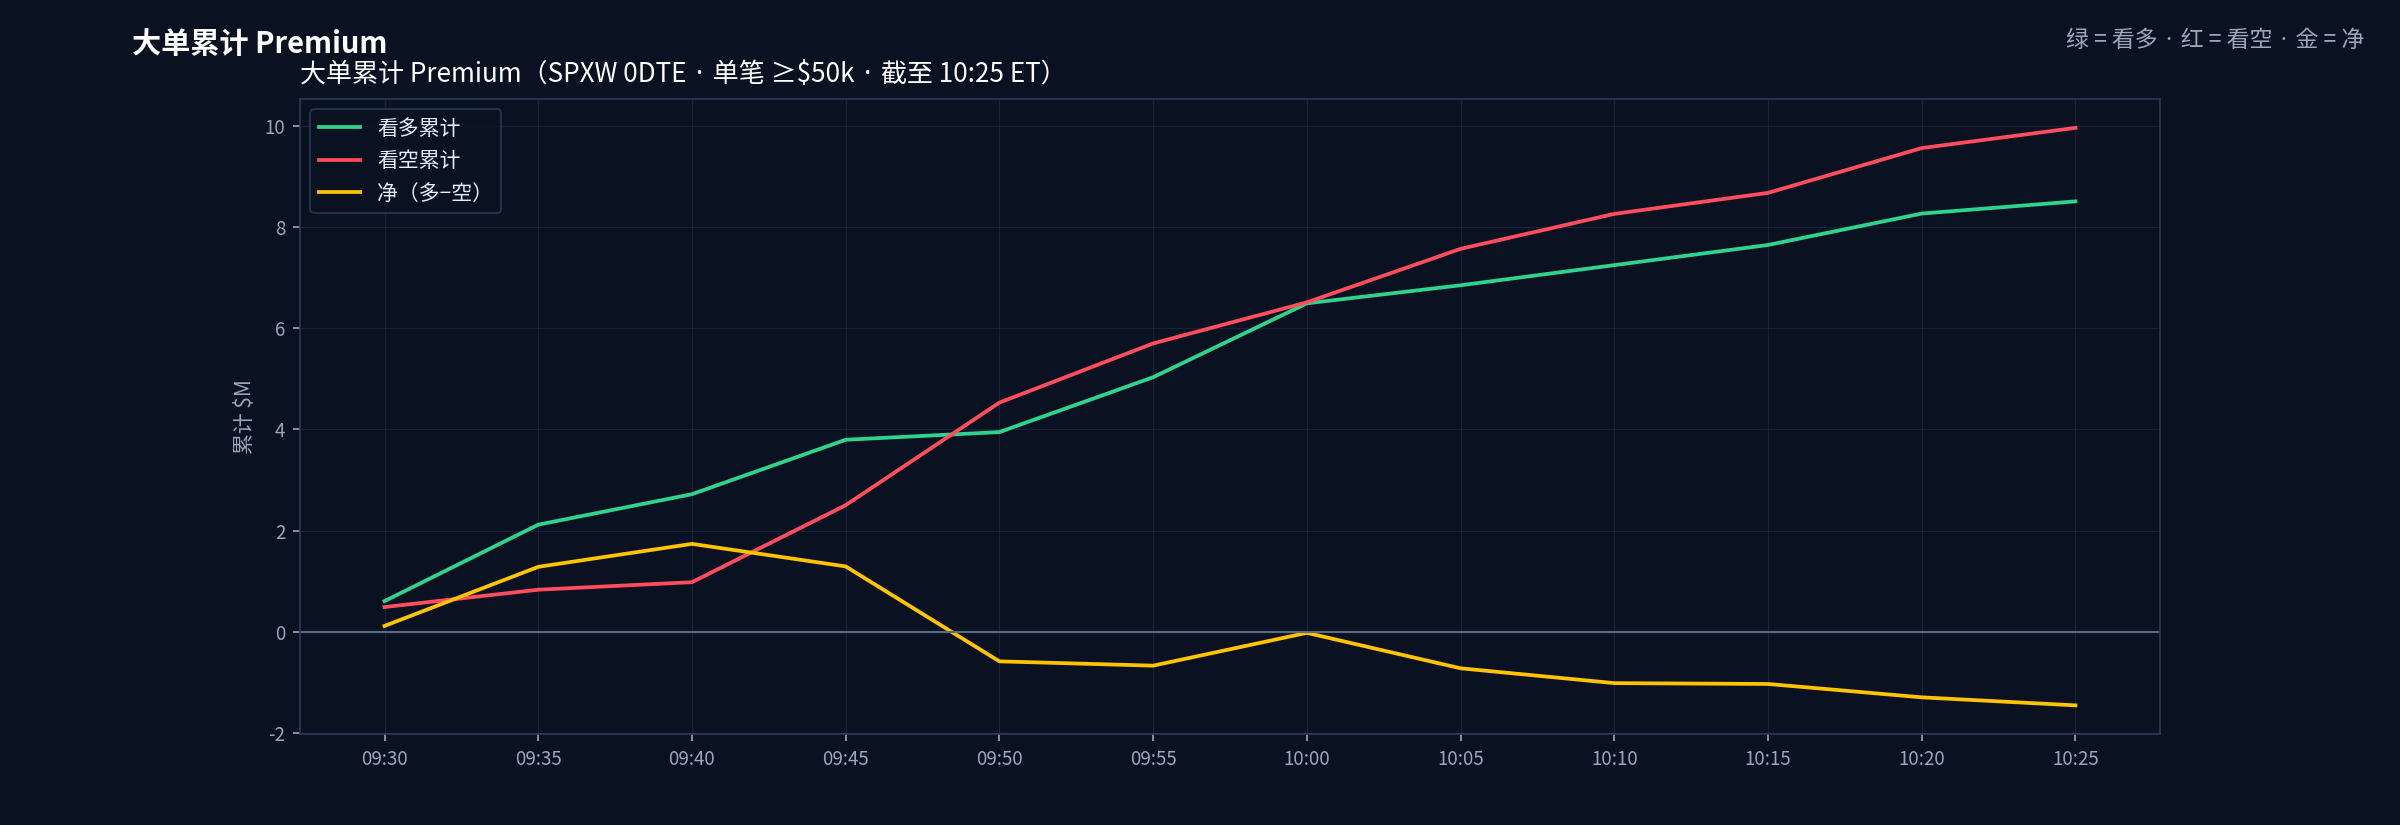 大单累计 Premium
绿 = 看多 · 红 = 看空 · 金 = 净
大单累计 Premium（SPXW 0DTE · 单笔 ≥$50k · 截至 10:25 ET）
看多累计
看空累计
净（多−空）
累计 $M
10
8
6
4
2
0
-2
09:30 09:35 09:40 09:45 09:50 09:55 10:00 10:05 10:10 10:15 10:20 10:25